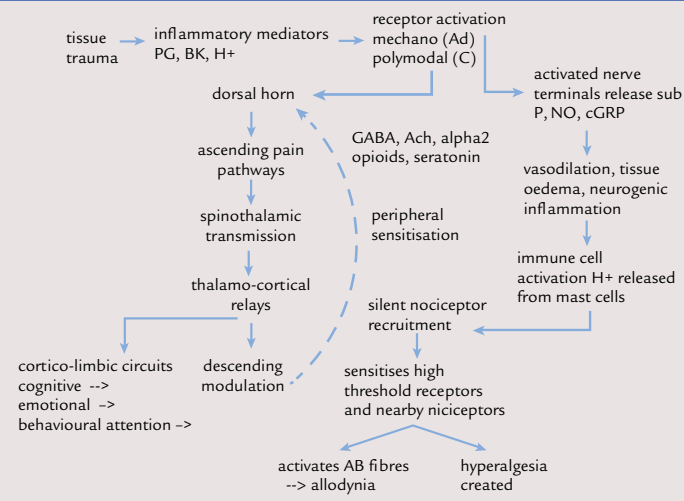 tissue
trauma
inflammatory mediators
PG, BK, H+
receptor activation
mechano (Ad)
polymodal (C)
activated nerve
terminals release sub
P, NO, cGRP
dorsal horn
GABA, Ach, alpha2
opioids, seratonin
ascending pain
pathways
vasodilation, tissue
oedema, neurogenic
inflammation
spinothalamic
transmission
peripheral
sensitisation
immune cell
activation H+ released
from mast cells
thalamo-cortical
relays
silent nociceptor
recruitment
cortico-limbic circuits
cognitive -->
emotional ->
behavioural attention ->
descending
modulation
sensitises high
threshold receptors
and nearby niciceptors
activates AB fibres
--> allodynia
hyperalgesia
created